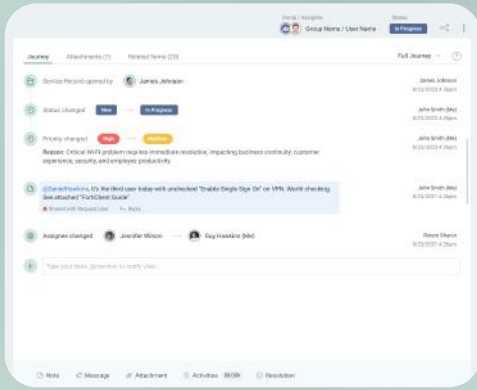 Group / Assignee
Status
Group Name / User Name
In Progress
Journey
Attachments (7)
Related Items (23)
Full Journey
Service Record opened by James Johnson
James Johnson
Status changed New In Progress
John Smith (Me)
Priority changed High Medium
John Smith (Me)
Reason: Critical Wi-Fi problem requires immediate resolution, impacting business continuity, customer
experience, security, and employee productivity.
@DanielHawkins, it's the third user today with unchecked "Enable Single Sign On" on VPN. Worth checking.
See attached "FortiClient Guide"
John Smith (Me)
Shared with Request User Reply
Assignee changed Jennifer Wilson Guy Hawkins (Me)
Type your Note, @mention to notify User.
Note
Message
Attachment
Activities
Resolution